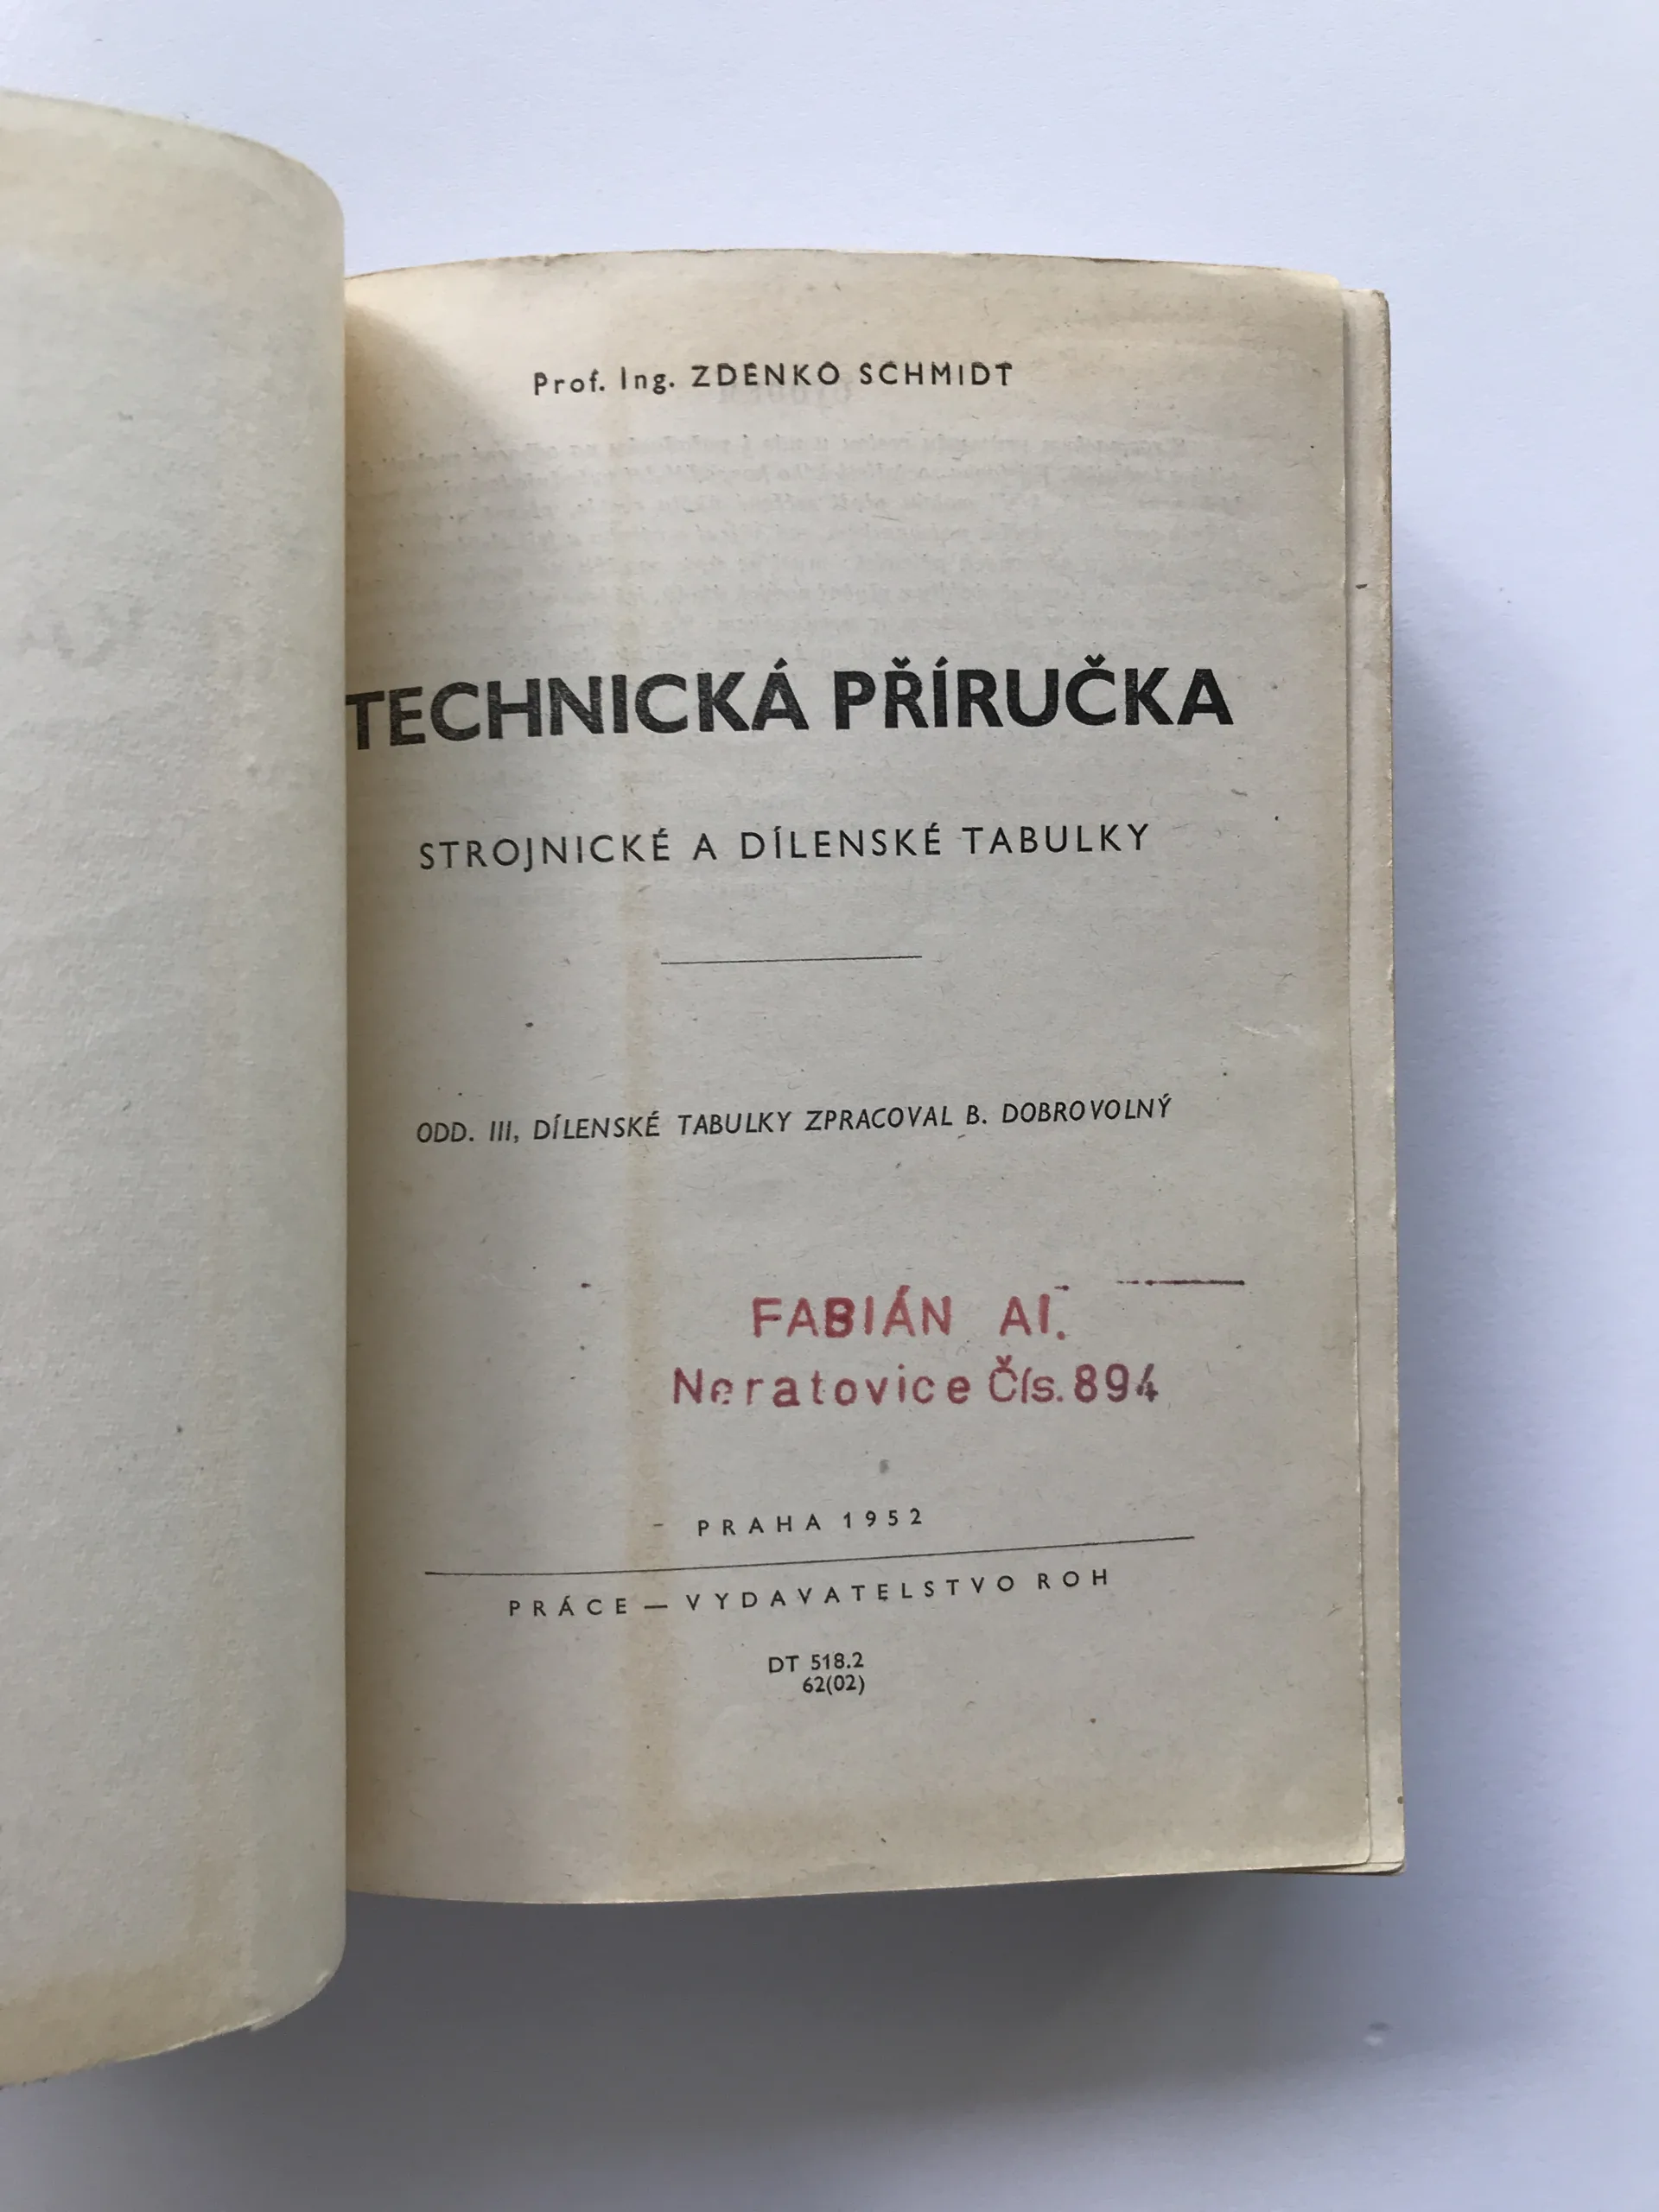 Prof. Ing. ZDENKO SCHMIDT
TECHNICKÁ PŘÍRUČKA
STROJNICKÉ A DÍLENSKÉ TABULKY
ODD. III, DÍLENSKÉ TABULKY ZPRACOVAL B. DOBROVOLNÝ
FABIÁN Al.
Neratovice Čís. 894
PRAHA 1952
PRÁCE — VYDAVATELSTVO ROH
DT 518.2
62(02)